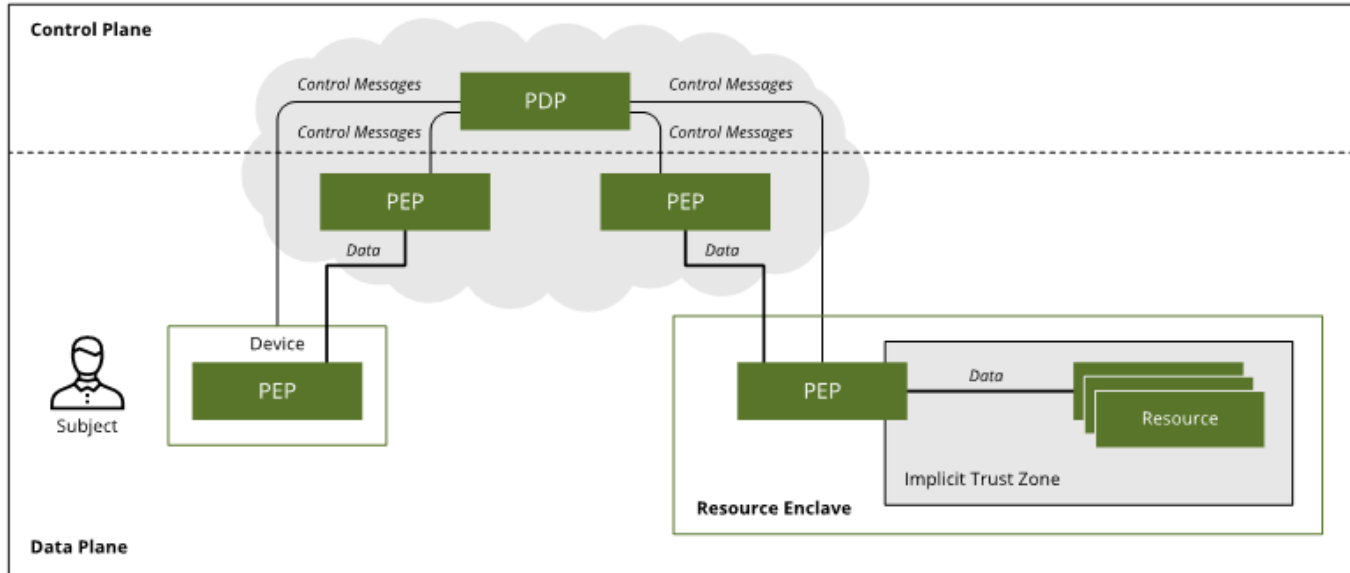 Control Plane
Control Messages
PDP
Control Messages
Control Messages
Control Messages
PEP
PEP
Data
Data
Device
PEP
Subject
PEP
Data
Resource
Implicit Trust Zone
Resource Enclave
Data Plane